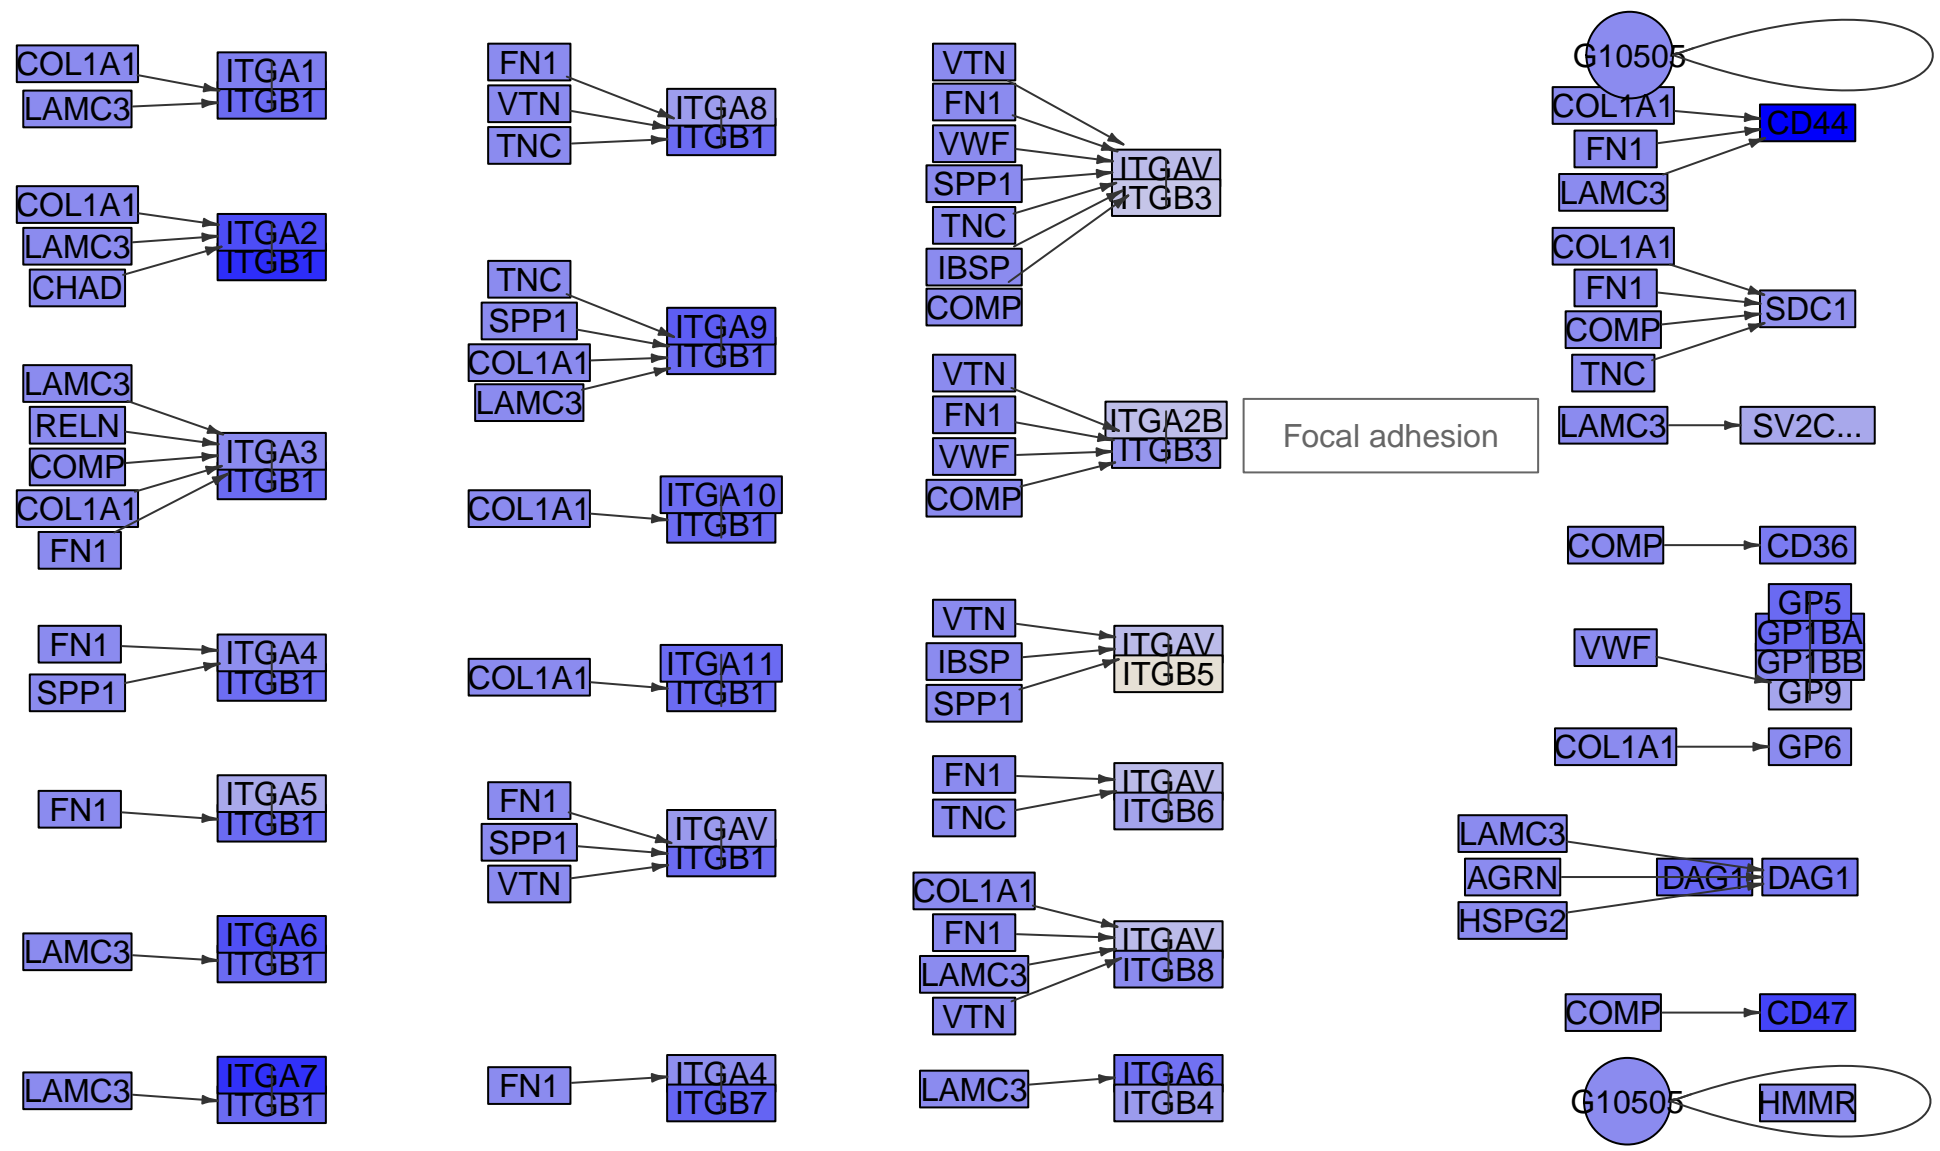 COL1A1
LAMC3
ITGA1
ITGB1
COL1A1
LAMC3
CHAD
ITGA2
ITGB1
LAMC3
RELN
COMP
COL1A1
FN1
ITGA3
ITGB1
FN1
SPP1
ITGA4
ITGB1
FN1
ITGA5
ITGB1
LAMC3
ITGA6
ITGB1
LAMC3
ITGA7
ITGB1
FN1
VTN
TNC
ITGA8
ITGB1
TNC
SPP1
COL1A1
LAMC3
ITGA9
ITGB1
COL1A1
ITGA10
ITGB1
COL1A1
ITGA11
ITGB1
FN1
SPP1
VTN
ITGAV
ITGB1
FN1
ITGA4
ITGB7
VTN
FN1
VWF
SPP1
TNC
IBSP
COMP
ITGAV
ITGB3
VTN
FN1
VWF
COMP
ITGA2B
ITGB3
Focal adhesion
VTN
IBSP
SPP1
ITGAV
ITGB5
FN1
TNC
ITGAV
ITGB6
COL1A1
FN1
LAMC3
VTN
ITGAV
ITGB8
LAMC3
ITGA6
ITGB4
G10505
COL1A1
FN1
LAMC3
CD44
COL1A1
FN1
COMP
TNC
SDC1
LAMC3
SV2C...
COMP
CD36
VWF
GP5
GP1BA
GP1BB
GP9
COL1A1
GP6
LAMC3
AGRN
HSPG2
DAG1
DAG1
COMP
CD47
G10505
HMMR